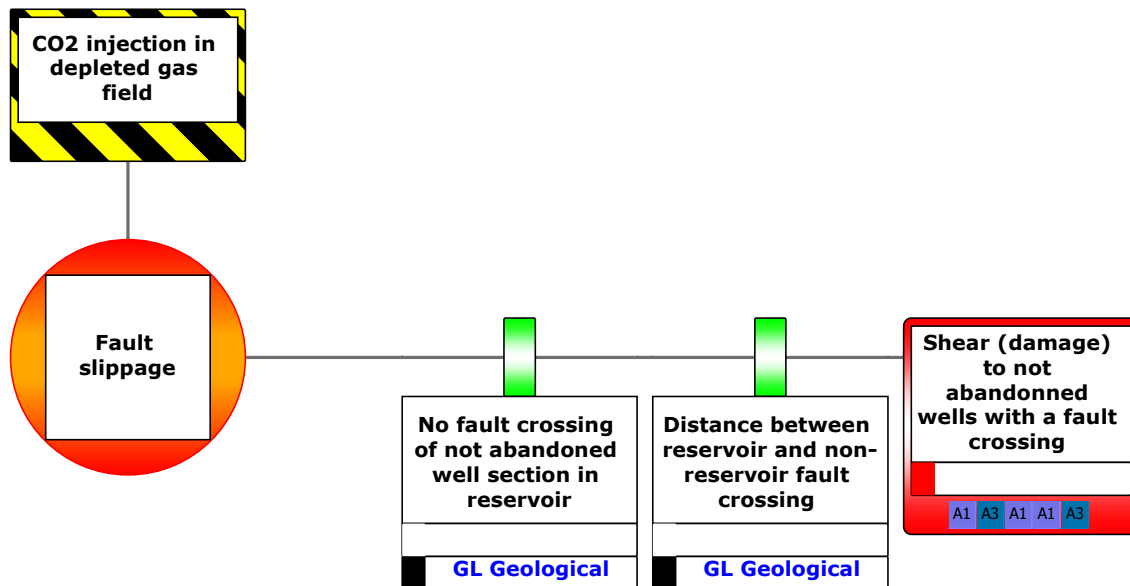 CO2 injection in
depleted gas
field
Fault
slippage
No fault crossing
of not abandoned
well section in
reservoir
GL Geological
Distance between
reservoir and non-
reservoir fault
crossing
GL Geological
Shear (damage)
to not
abandonned
wells with a fault
crossing
A1 A3 A1 A1 A3